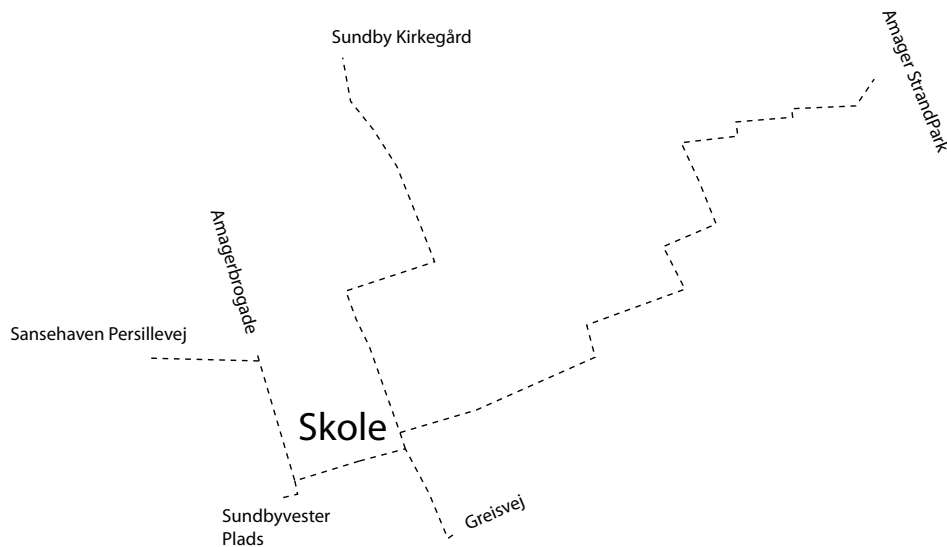 Sundby Kirkegård
Amager StrandPark
Amagerbrogade
Sansehaven Persillevej
Skole
Sundbyvester
Plads
Greisvej